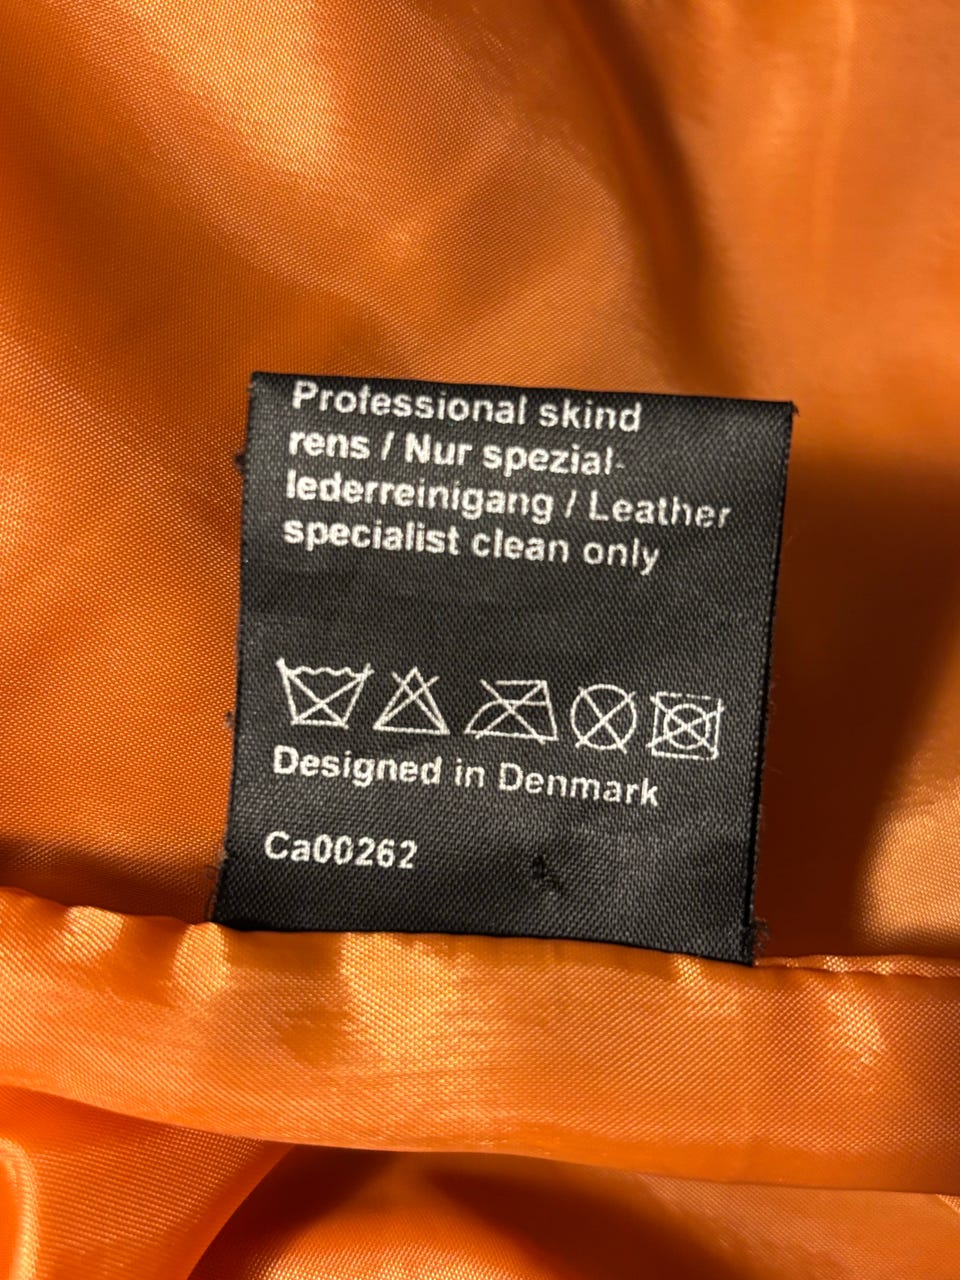 Professional skind
rens / Nur spezial-
lederreinigang / Leather
specialist clean only
Designed in Denmark
Ca00262